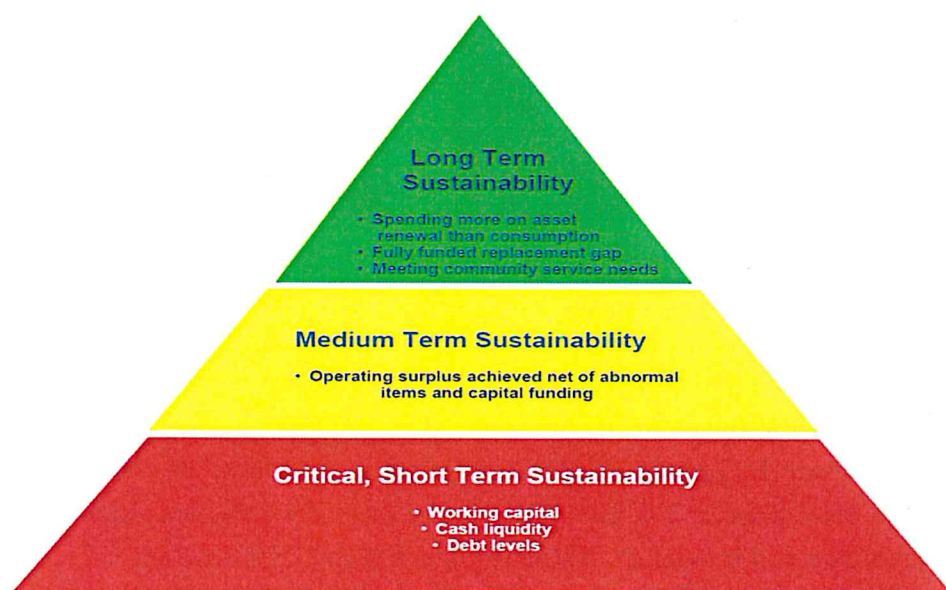 Long Term
Sustainability
• Spending more on asset
renewal than consumption
• Fully funded replacement gap
• Meeting community service needs
Medium Term Sustainability
• Operating surplus achieved net of abnormal
items and capital funding
Critical, Short Term Sustainability
• Working capital
• Cash liquidity
• Debt levels